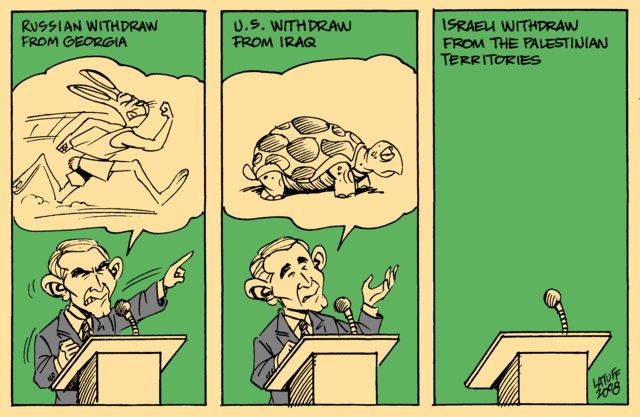 RUSSIAN WITHDRAW
FROM GEORGIA
U.S. WITHDRAW
FROM IRAQ
ISRAELI WITHDRAW
FROM THE PALESTINIAN
TERRITORIES
LATUFF
2008